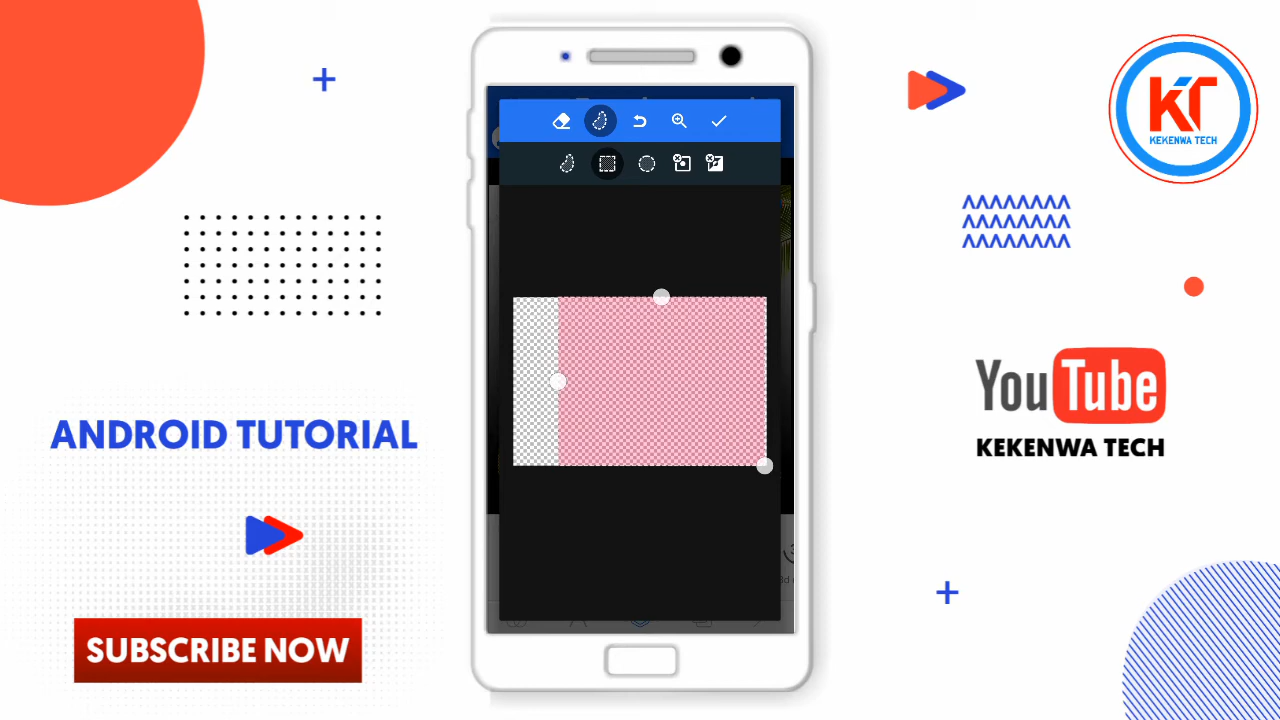 KT
KEKENWA TECH
YouTube
KEKENWA TECH
ANDROID TUTORIAL
SUBSCRIBE NOW